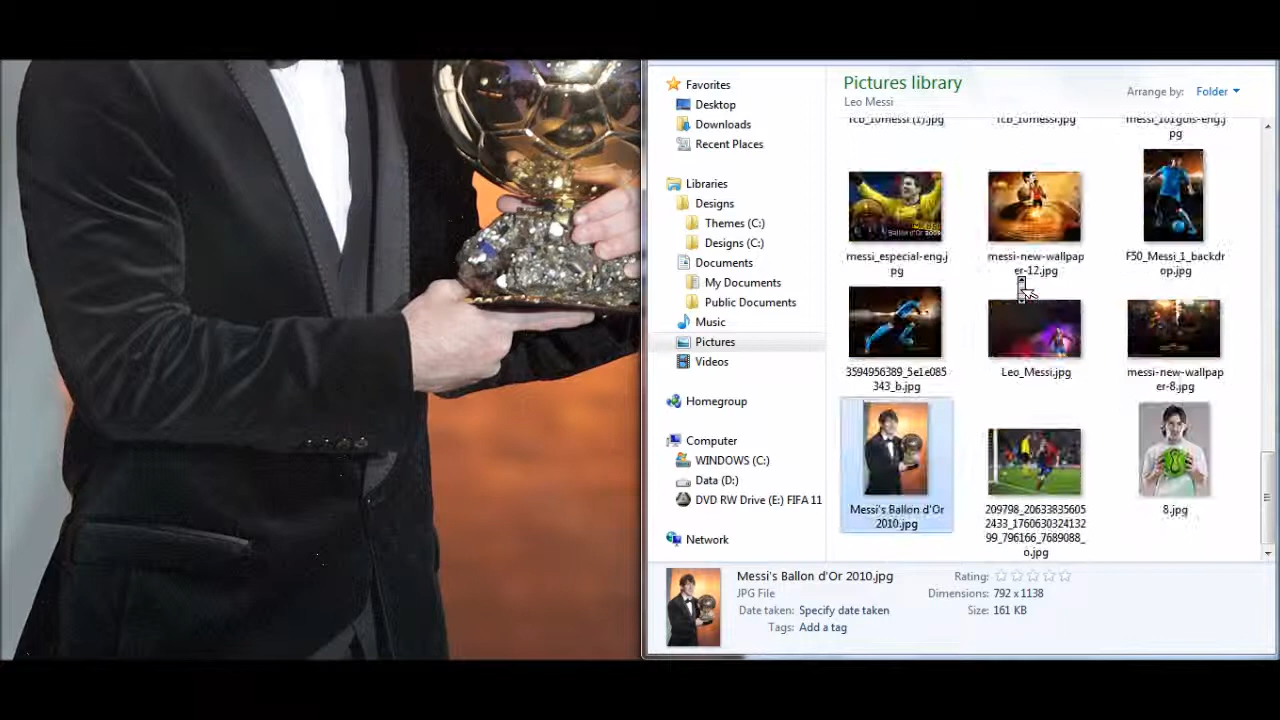 Favorites
Desktop
Downloads
Recent Places
Libraries
Designs
Themes (C:)
Designs (C:)
Documents
My Documents
Public Documents
Music
Pictures
Videos
Homegroup
Computer
WINDOWS (C:)
Data (D:)
DVD RW Drive (E:) FIFA 11
Network
Pictures library
Leo Messi
Arrange by: Folder
fcb_10messi (1).jpg
fcb_10messi.jpg
messi_101gols-eng.j
pg
messi_especial-eng.j
pg
messi-new-wallpap
er-12.jpg
F50_Messi_1_backdr
op.jpg
3594956389_5e1e085
343_b.jpg
Leo_Messi.jpg
messi-new-wallpap
er-8.jpg
Messi's Ballon d'Or
2010.jpg
209798_20633835605
2433_1760630324132
99_796166_7689088_
o.jpg
8.jpg
Messi's Ballon d'Or 2010.jpg
JPG File
Date taken: Specify date taken
Tags: Add a tag
Rating:
Dimensions: 792 x 1138
Size: 161 KB